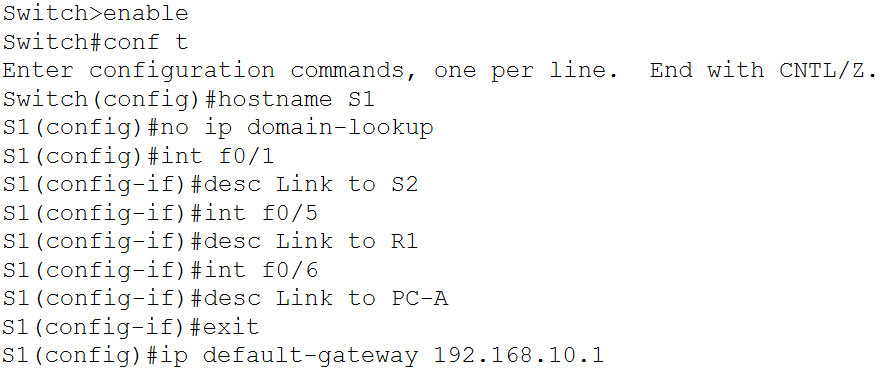 Switch>enable
Switch#conf t
Enter configuration commands, one per line.  End with CNTL/Z.
Switch(config)#hostname S1
S1(config)#no ip domain-lookup
S1(config)#int f0/1
S1(config-if)#desc Link to S2
S1(config-if)#int f0/5
S1(config-if)#desc Link to R1
S1(config-if)#int f0/6
S1(config-if)#desc Link to PC-A
S1(config-if)#exit
S1(config)#ip default-gateway 192.168.10.1